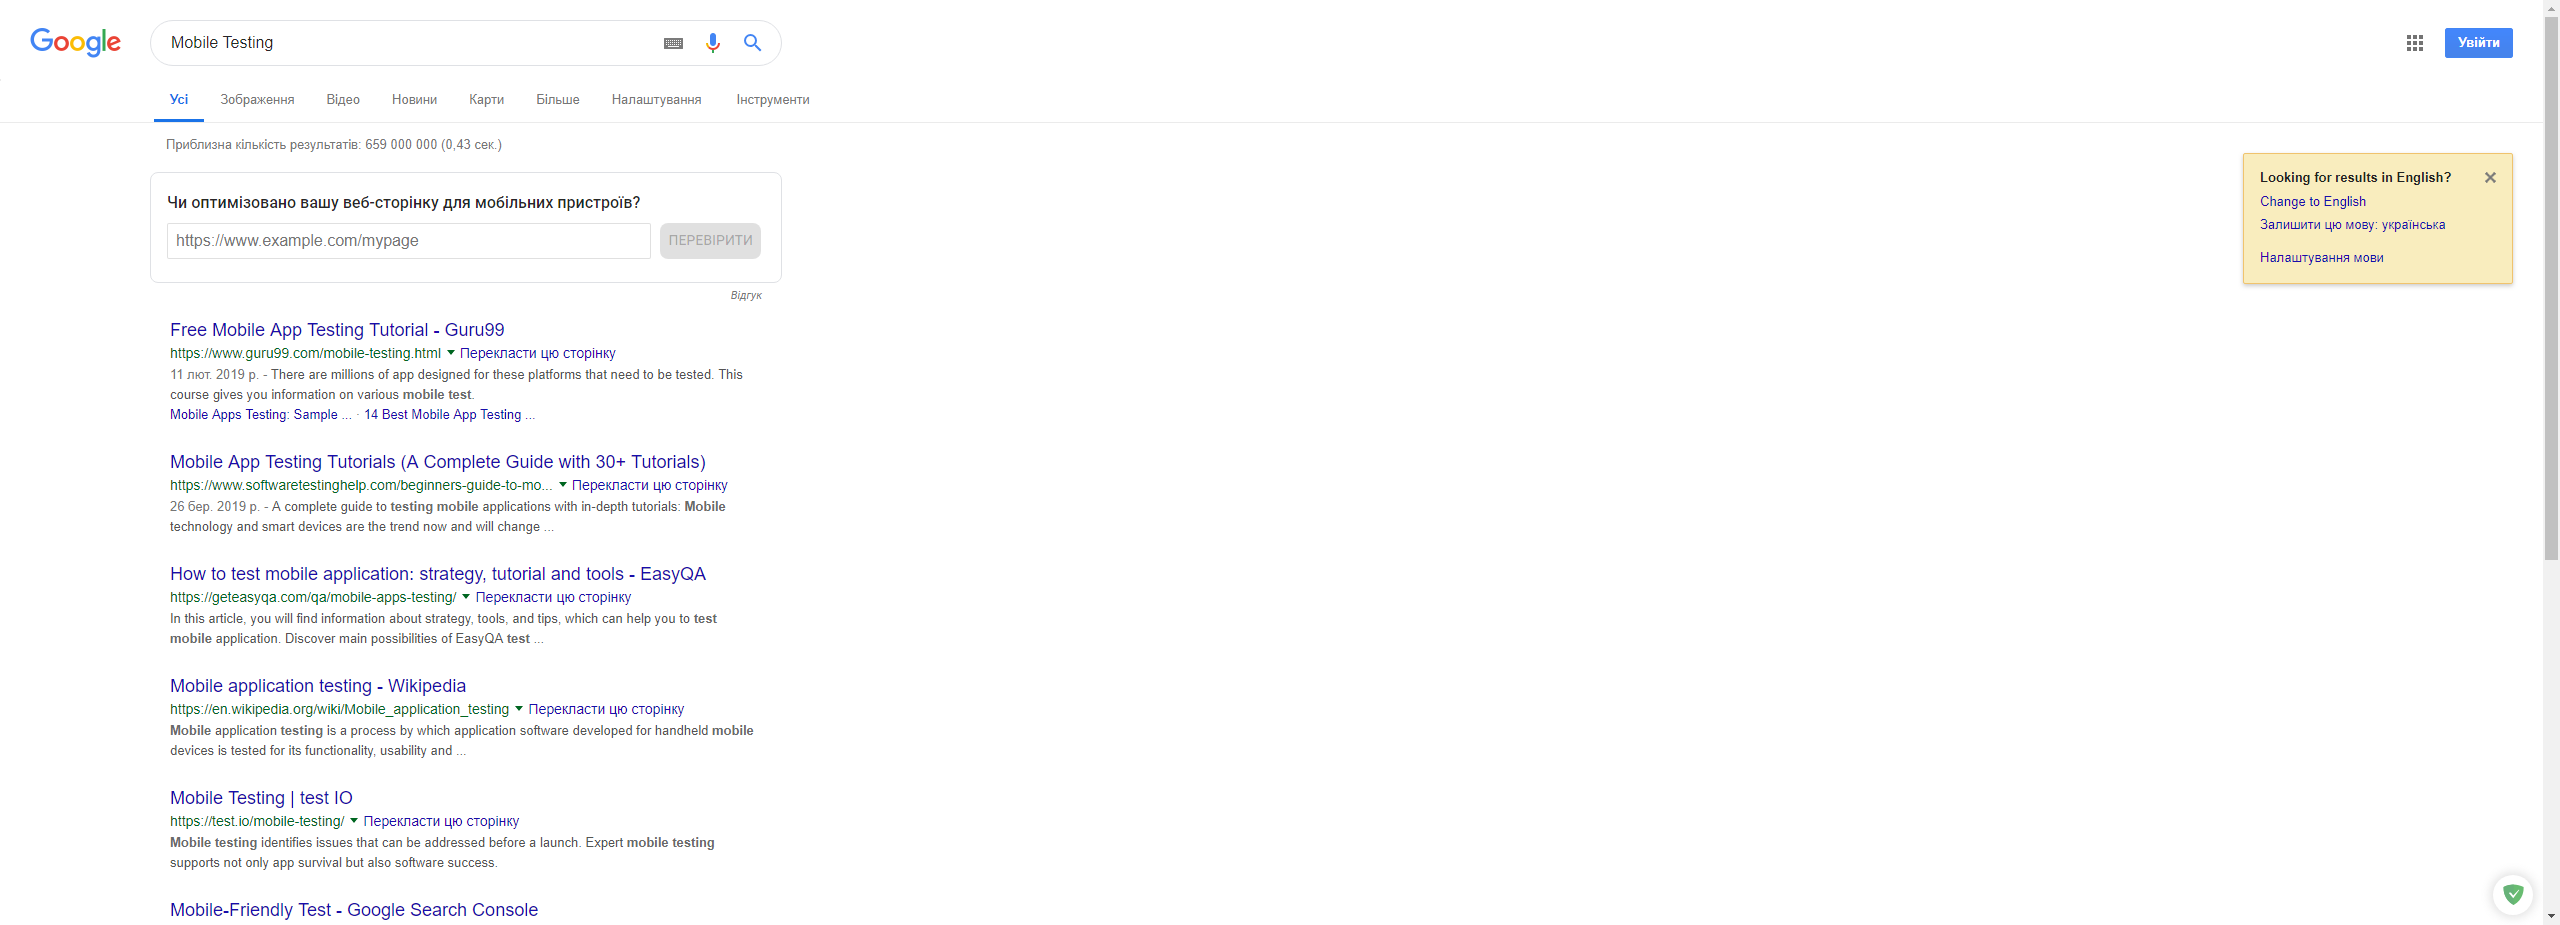 Google
Mobile Testing
Увійти
Усі Зображення Відео Новини Карти Більше Налаштування Інструменти
Приблизна кількість результатів: 659 000 000 (0,43 сек.)
Looking for results in English?
Change to English
Залишити цю мову: українська
Налаштування мови
Чи оптимізовано вашу веб-сторінку для мобільних пристроїв?
https://www.example.com/mypage ПЕРЕВІРИТИ
Відгук
Free Mobile App Testing Tutorial - Guru99
https://www.guru99.com/mobile-testing.html Перекласти цю сторінку
11 лют. 2019 р. - There are millions of app designed for these platforms that need to be tested. This
course gives you information on various mobile test.
Mobile Apps Testing: Sample ... · 14 Best Mobile App Testing ...
Mobile App Testing Tutorials (A Complete Guide with 30+ Tutorials)
https://www.softwaretestinghelp.com/beginners-guide-to-mo... Перекласти цю сторінку
26 бер. 2019 р. - A complete guide to testing mobile applications with in-depth tutorials: Mobile
technology and smart devices are the trend now and will change ...
How to test mobile application: strategy, tutorial and tools - EasyQA
https://geteasyqa.com/qa/mobile-apps-testing/ Перекласти цю сторінку
In this article, you will find information about strategy, tools, and tips, which can help you to test
mobile application. Discover main possibilities of EasyQA test ...
Mobile application testing - Wikipedia
https://en.wikipedia.org/wiki/Mobile_application_testing Перекласти цю сторінку
Mobile application testing is a process by which application software developed for handheld mobile
devices is tested for its functionality, usability and ...
Mobile Testing | test IO
https://test.io/mobile-testing/ Перекласти цю сторінку
Mobile testing identifies issues that can be addressed before a launch. Expert mobile testing
supports not only app survival but also software success.
Mobile-Friendly Test - Google Search Console